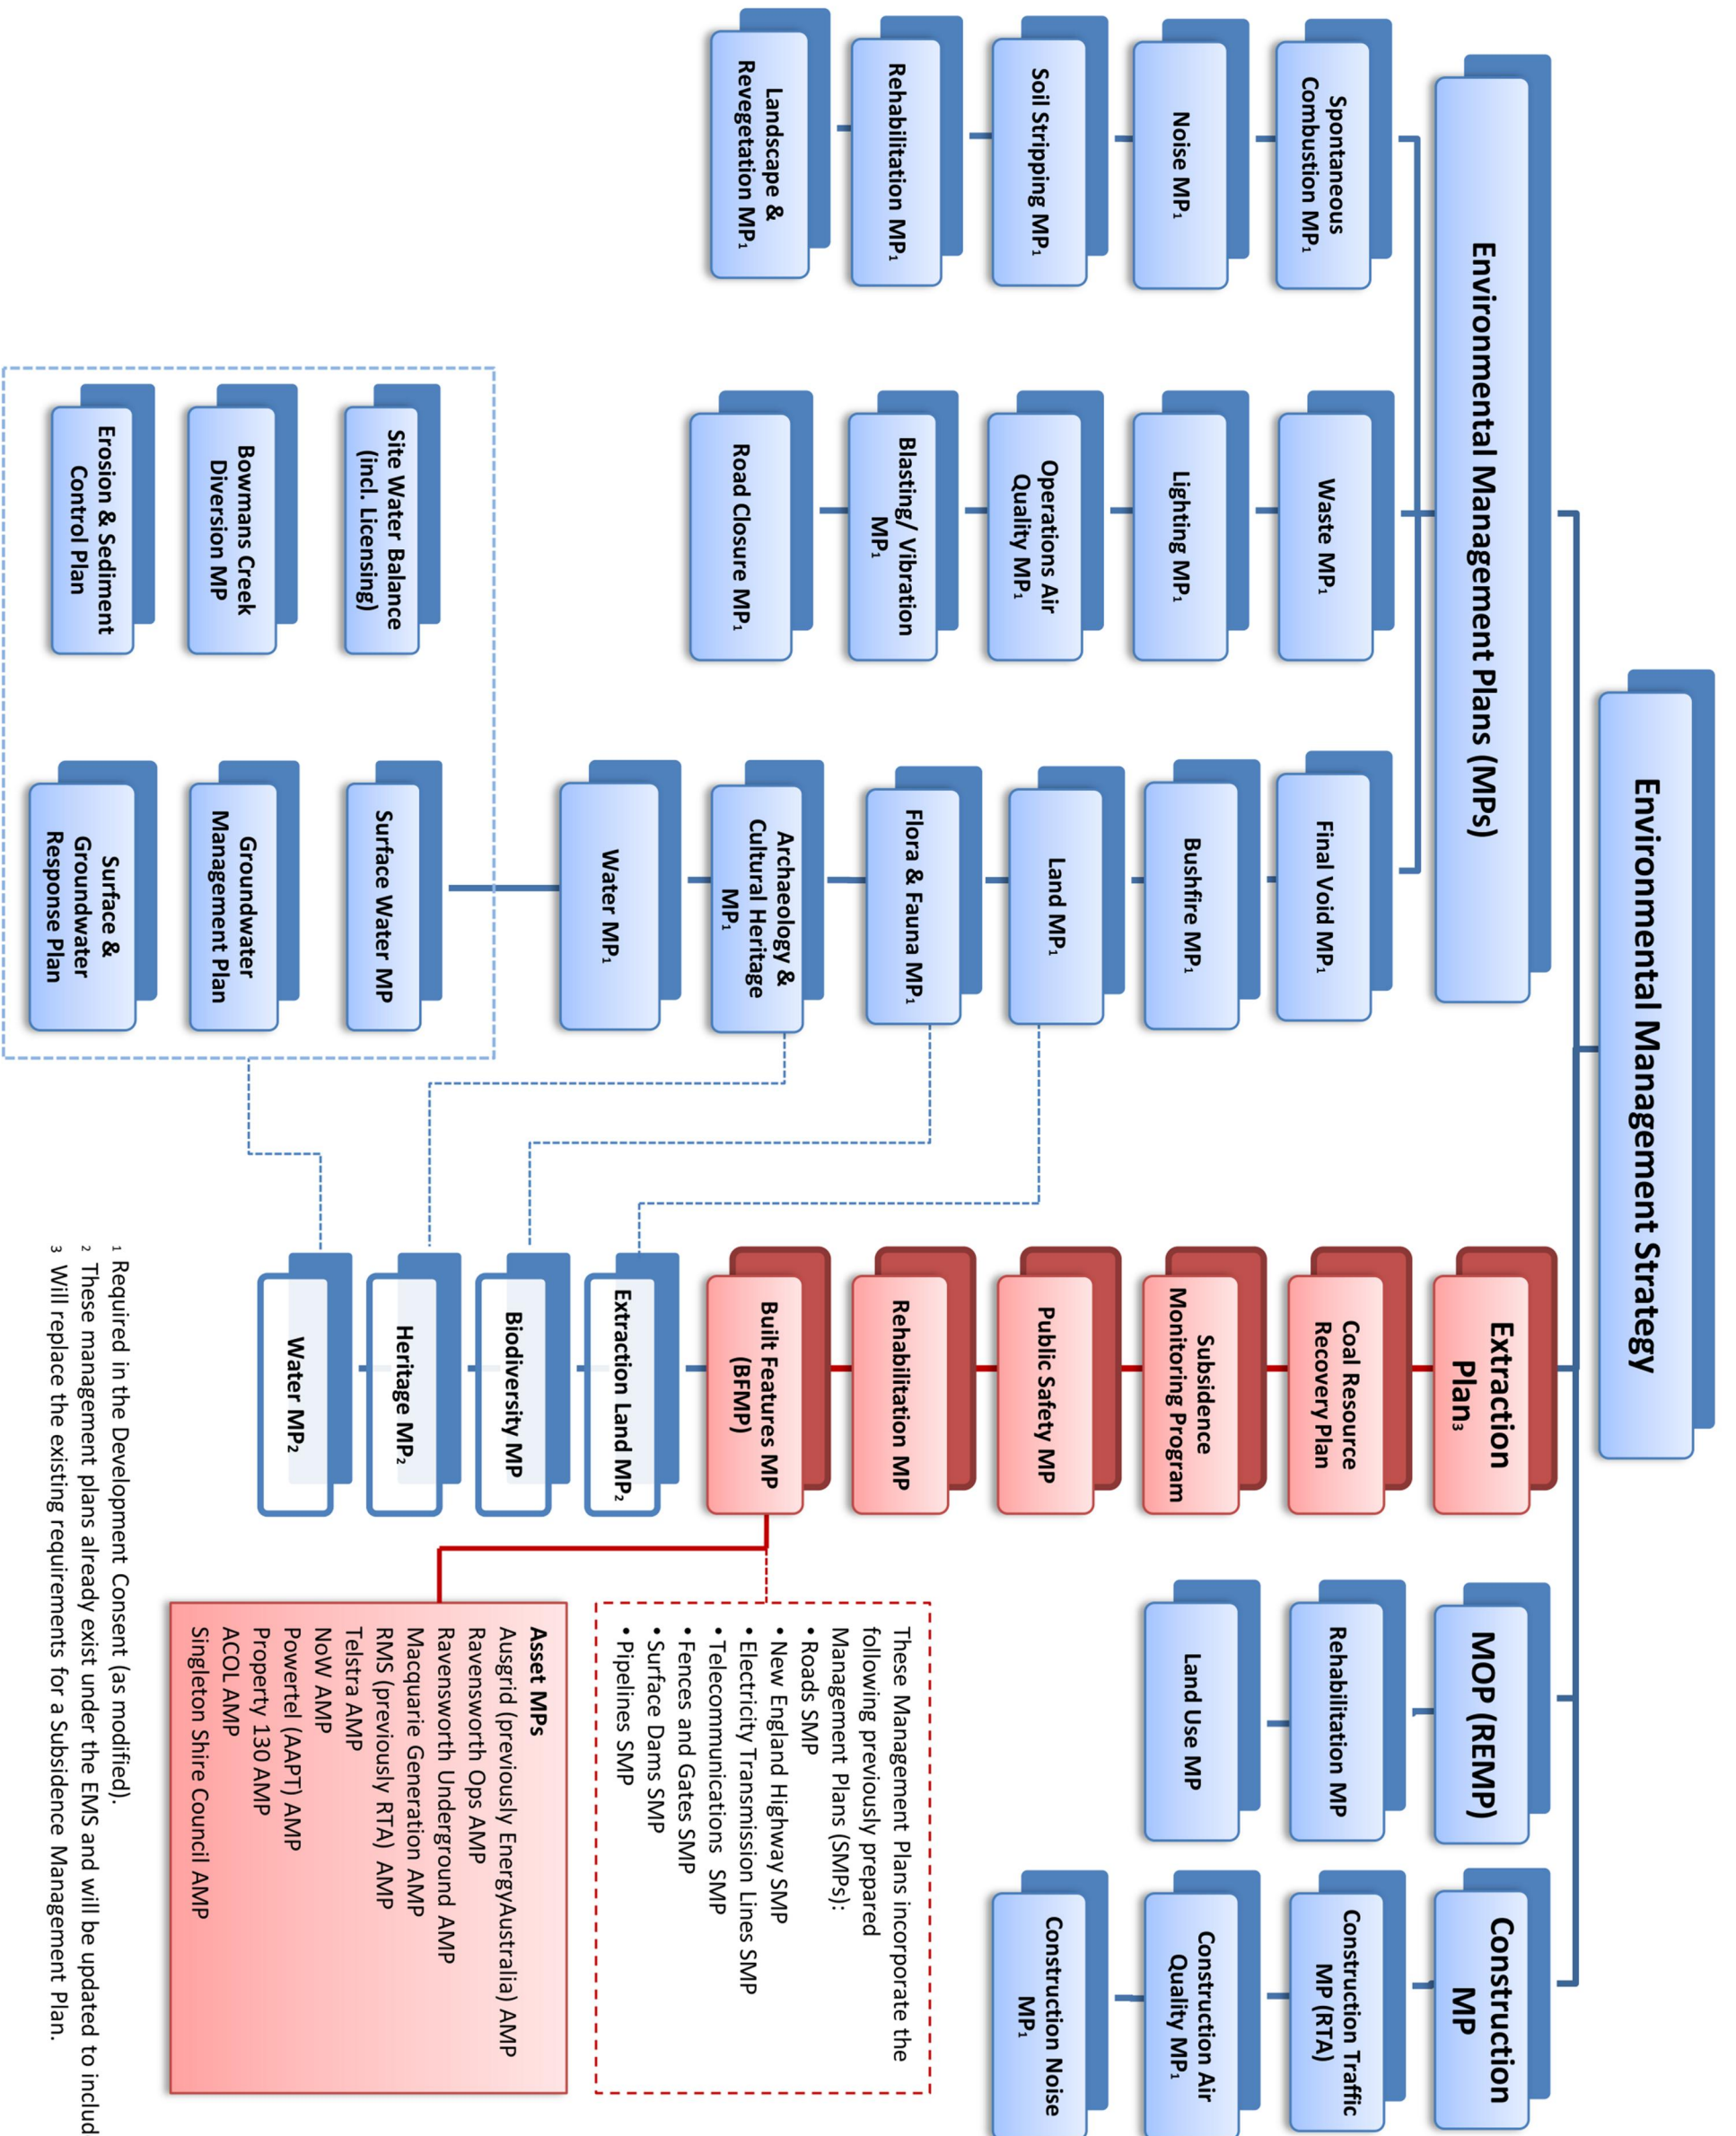 Environmental Management Strategy
Environmental Management Plans (MPs)
Spontaneous
Combustion MP₁
Noise MP₁
Soil Stripping MP₁
Rehabilitation MP₁
Landscape &
Revegetation MP₁
Waste MP₁
Lighting MP₁
Operations Air
Quality MP₁
Blasting/ Vibration
MP₁
Road Closure MP₁
Final Void MP₁
Bushfire MP₁
Land MP₁
Flora & Fauna MP₁
Archaeology &
Cultural Heritage
MP₁
Water MP₁
Site Water Balance
(incl. Licensing)
Bowmans Creek
Diversion MP
Erosion & Sediment
Control Plan
Surface Water MP
Groundwater
Management Plan
Surface &
Groundwater
Response Plan
Extraction
Plan₃
Coal Resource
Recovery Plan
Subsidence
Monitoring Program
Public Safety MP
Rehabilitation MP
Built Features MP
(BFMP)
Extraction Land MP₂
Biodiversity MP
Heritage MP₂
Water MP₂
MOP (REMP)
Rehabilitation MP
Land Use MP
Construction
MP
Construction Traffic
MP (RTA)
Construction Air
Quality MP₁
Construction Noise
MP₁
These Management Plans incorporate the
following previously prepared
Management Plans (SMPs):
• Roads SMP
• New England Highway SMP
• Electricity Transmission Lines SMP
• Telecommunications SMP
• Fences and Gates SMP
• Surface Dams SMP
• Pipelines SMP
Asset MPs
Ausgrid (previously EnergyAustralia) AMP
Ravensworth Ops AMP
Ravensworth Underground AMP
Macquarie Generation AMP
RMS (previously RTA) AMP
Telstra AMP
NoW AMP
Powertel (AAPT) AMP
Property 130 AMP
ACOL AMP
Singleton Shire Council AMP
¹ Required in the Development Consent (as modified).
² These management plans already exist under the EMS and will be updated to includ
³ Will replace the existing requirements for a Subsidence Management Plan.